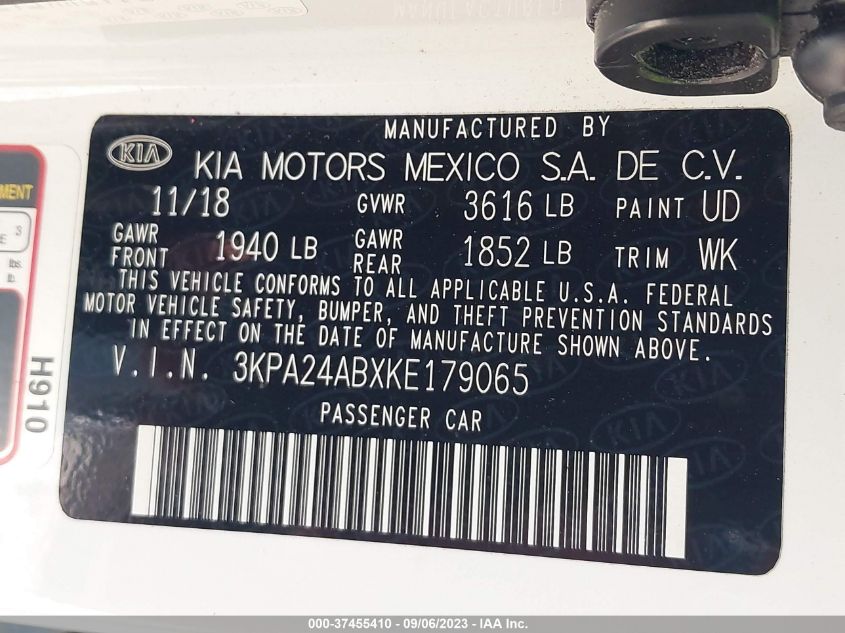 MANUFACTURED BY
KIA KIA MOTORS MEXICO S.A. DE C.V.
11/18 GVWR 3616 LB PAINT UD
GAWR FRONT 1940 LB GAWR REAR 1852 LB TRIM WK
THIS VEHICLE CONFORMS TO ALL APPLICABLE U.S.A. FEDERAL
MOTOR VEHICLE SAFETY, BUMPER, AND THEFT PREVENTION STANDARDS
IN EFFECT ON THE DATE OF MANUFACTURE SHOWN ABOVE.
V.I.N. 3KPA24ABXKE179065
PASSENGER CAR
H910
3
lbs.
000-37455410 - 09/06/2023 - IAA Inc.